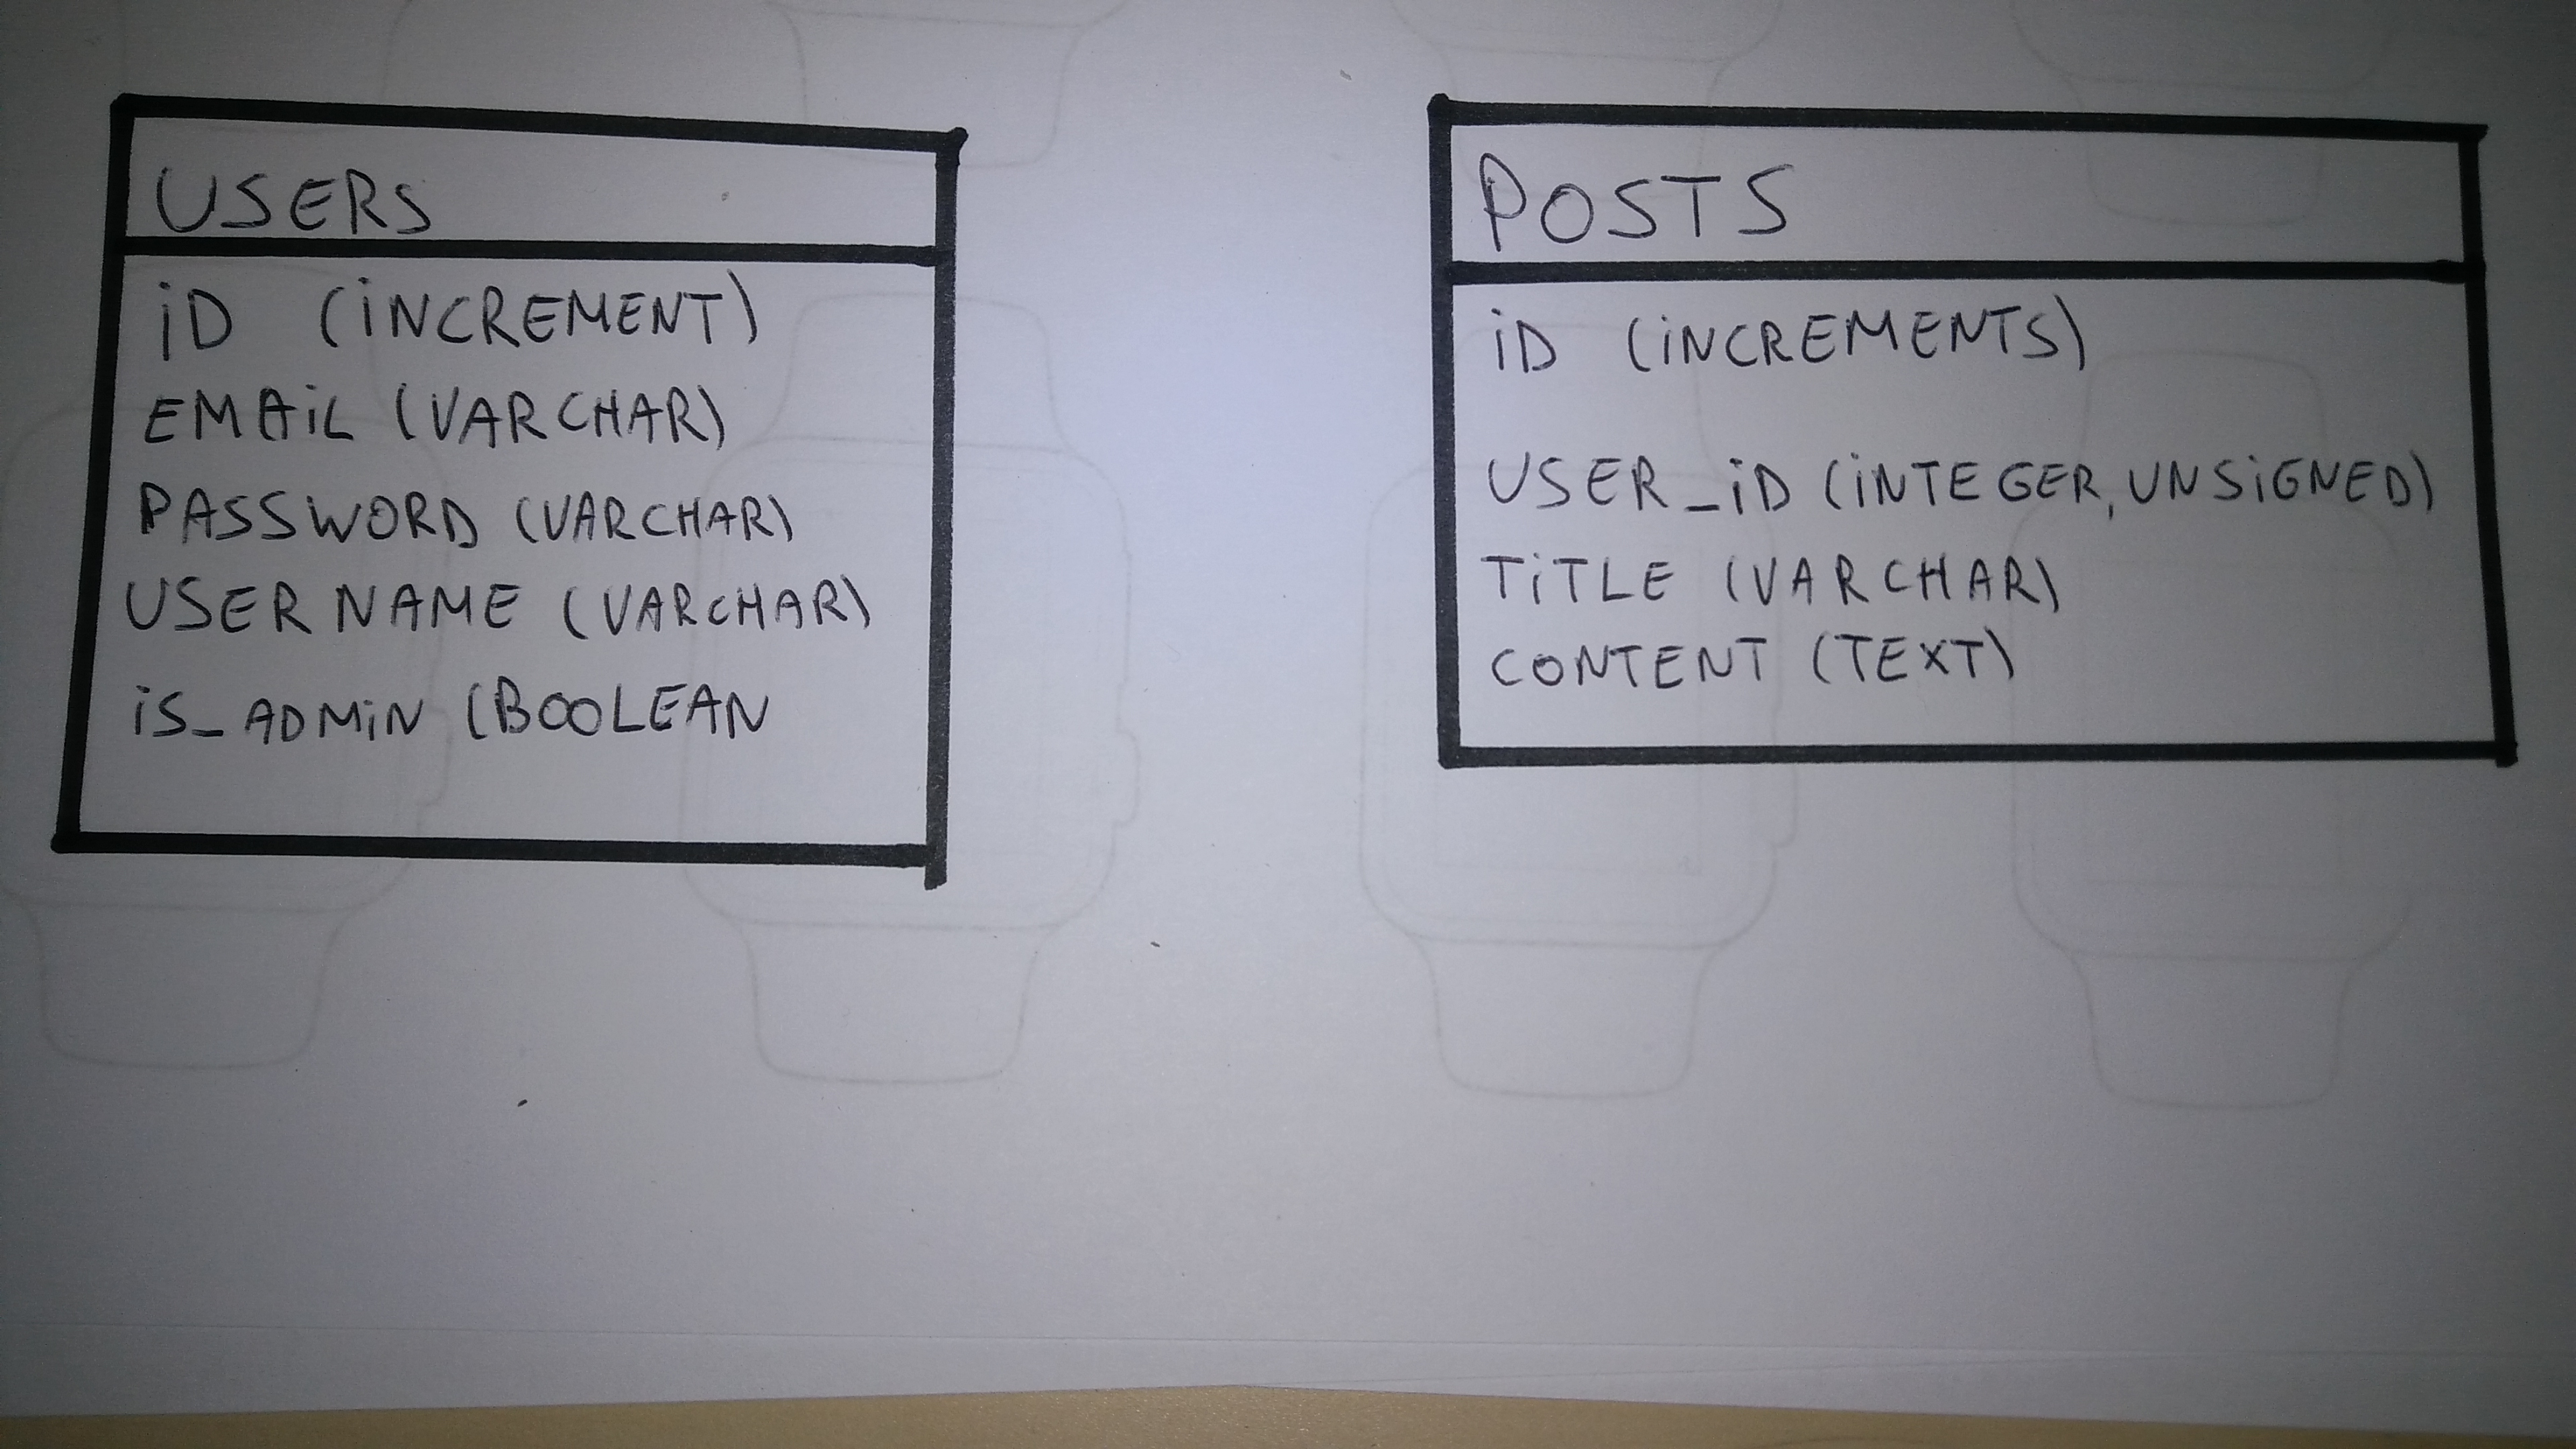 USERS
iD (iNCREMENT)
EMAiL (VARCHAR)
PASSWORD (VARCHAR)
USERNAME (VARCHAR)
iS_ADMiN (BOOLEAN
POSTS
iD (iNCREMENTS)
USER_iD (iNTEGER, UNSiGNED)
TiTLE (VARCHAR)
CONTENT (TEXT)